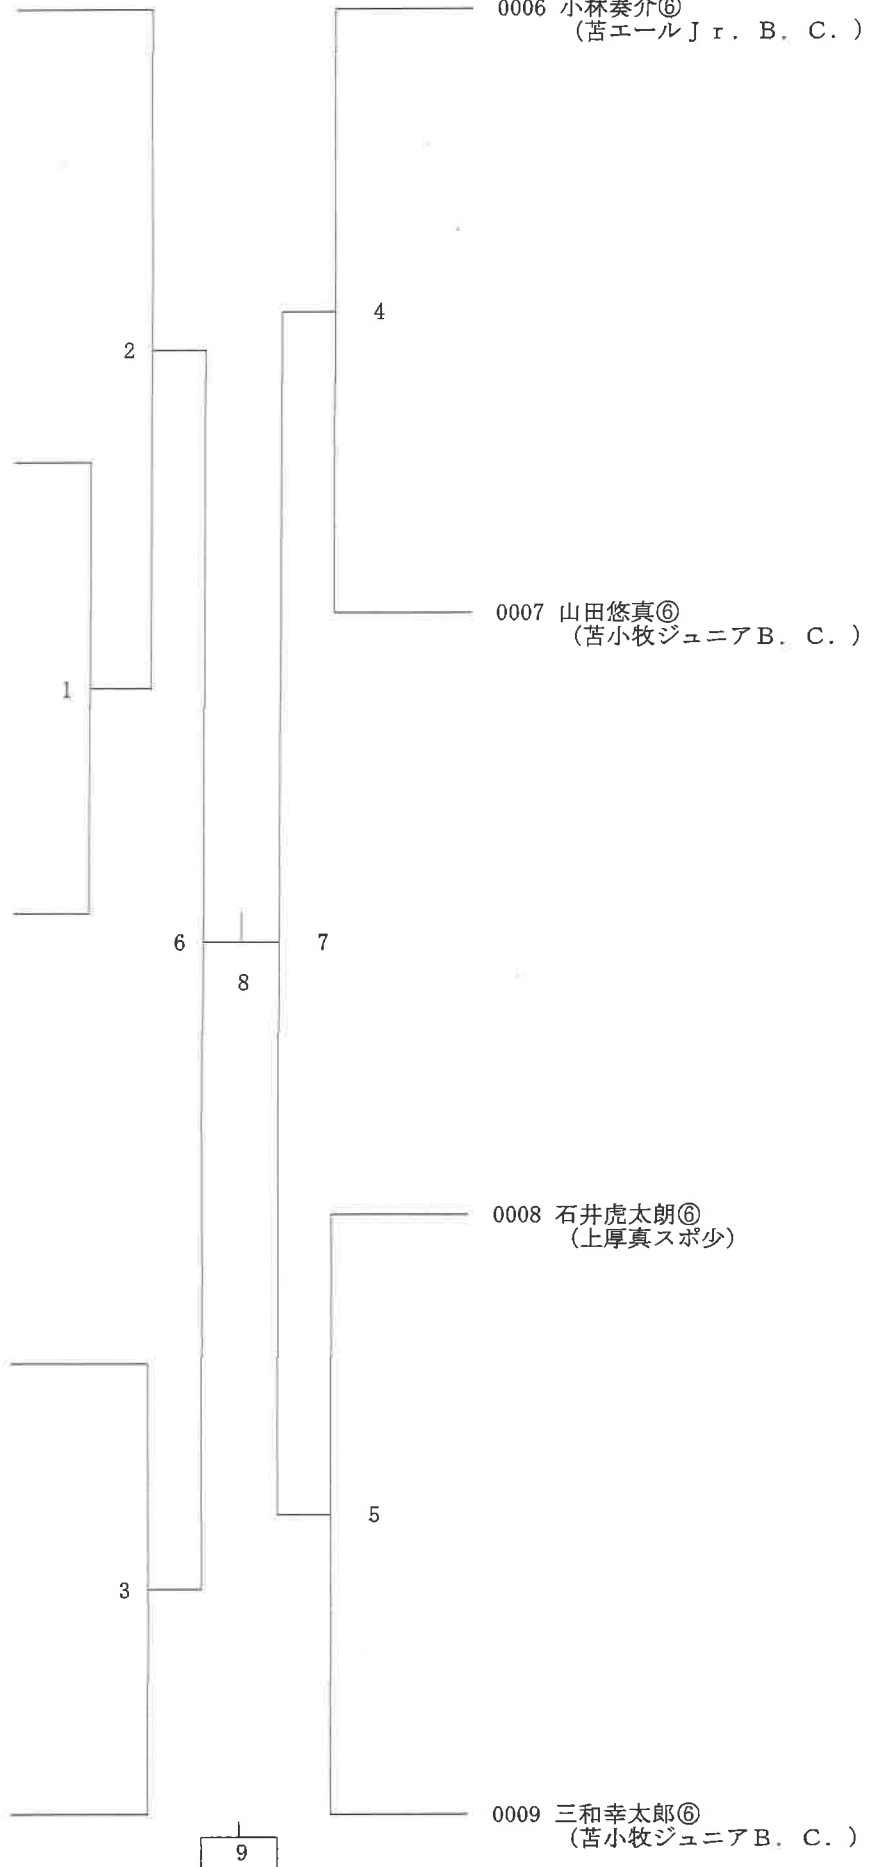 0006 小林奏介⑥
(苫エールJr．B．C．)
4
2
0007 山田悠真⑥
(苫小牧ジュニアB．C．)
1
6
7
8
0008 石井虎太朗⑥
(上厚真スポ少)
5
3
0009 三和幸太郎⑥
(苫小牧ジュニアB．C．)
9